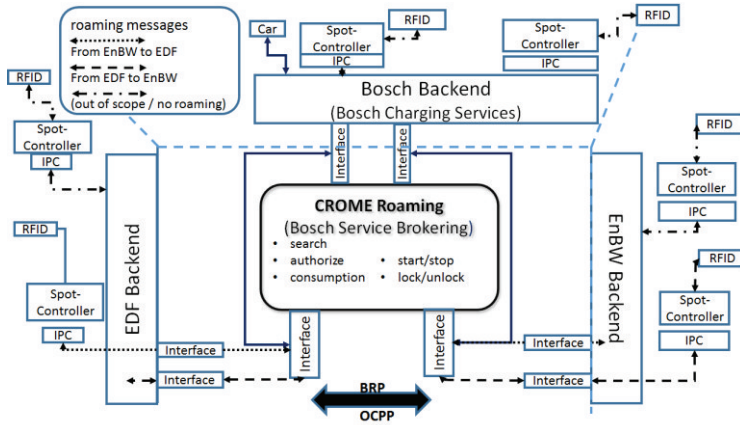 roaming messages
From EnBW to EDF
From EDF to EnBW
(out of scope / no roaming)
Car
Spot-
Controller
IPC
RFID
Spot-
Controller
IPC
RFID
Bosch Backend
(Bosch Charging Services)
Interface
Interface
RFID
Spot-
Controller
IPC
RFID
Spot-
Controller
IPC
EDF Backend
CROME Roaming
(Bosch Service Brokering)
• search
• authorize
• consumption
• start/stop
• lock/unlock
Interface
Interface
Interface
Interface
Interface
Interface
BRP
OCPP
EnBW Backend
RFID
Spot-
Controller
IPC
RFID
Spot-
Controller
IPC